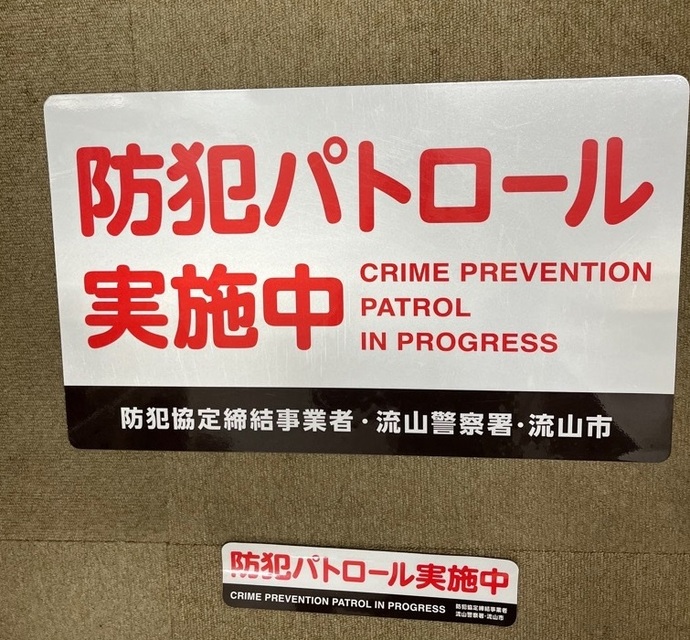 防犯パトロール
実施中
CRIME PREVENTION
PATROL
IN PROGRESS
防犯協定締結事業者・流山警察署・流山市
防犯パトロール実施中
CRIME PREVENTION PATROL IN PROGRESS
防犯協定締結事業者
流山警察署・流山市